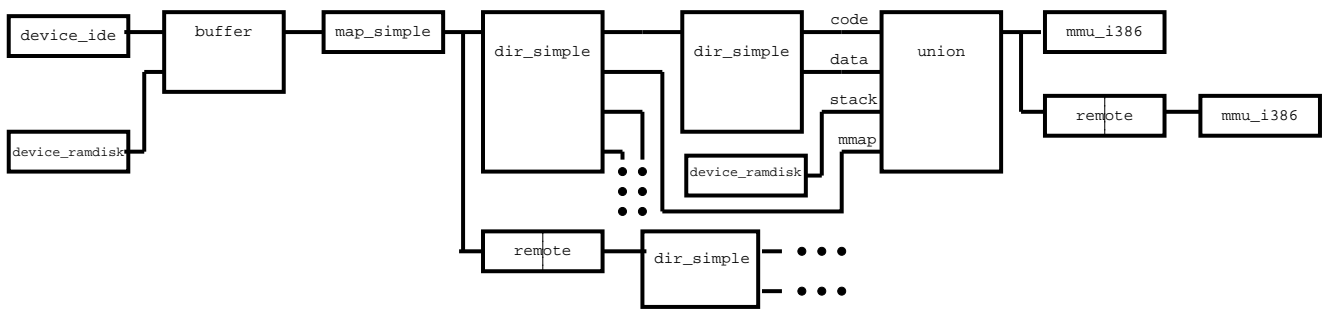 device_ide
buffer
map_simple
dir_simple
dir_simple
code
data
stack
mmap
union
mmu_i386
remote
mmu_i386
device_ramdisk
device_ramdisk
remote
dir_simple